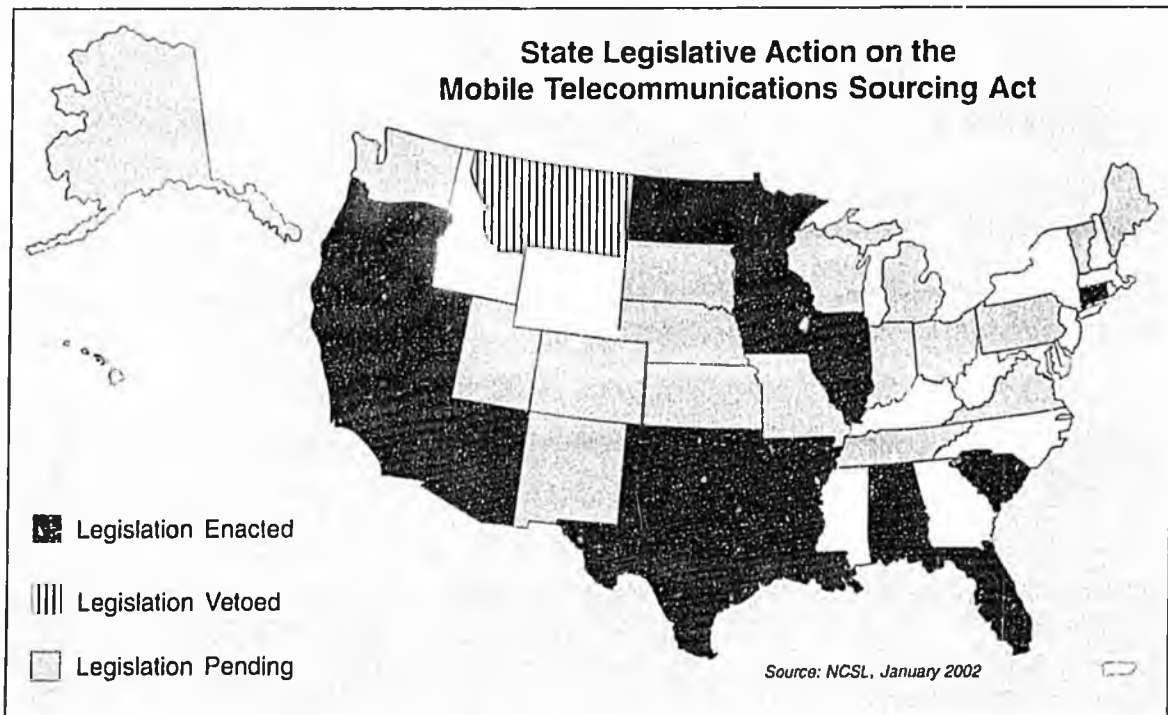 State Legislative Action on the
Mobile Telecommunications Sourcing Act
Legislation Enacted
Legislation Vetoed
Legislation Pending
Source: NCSL, January 2002